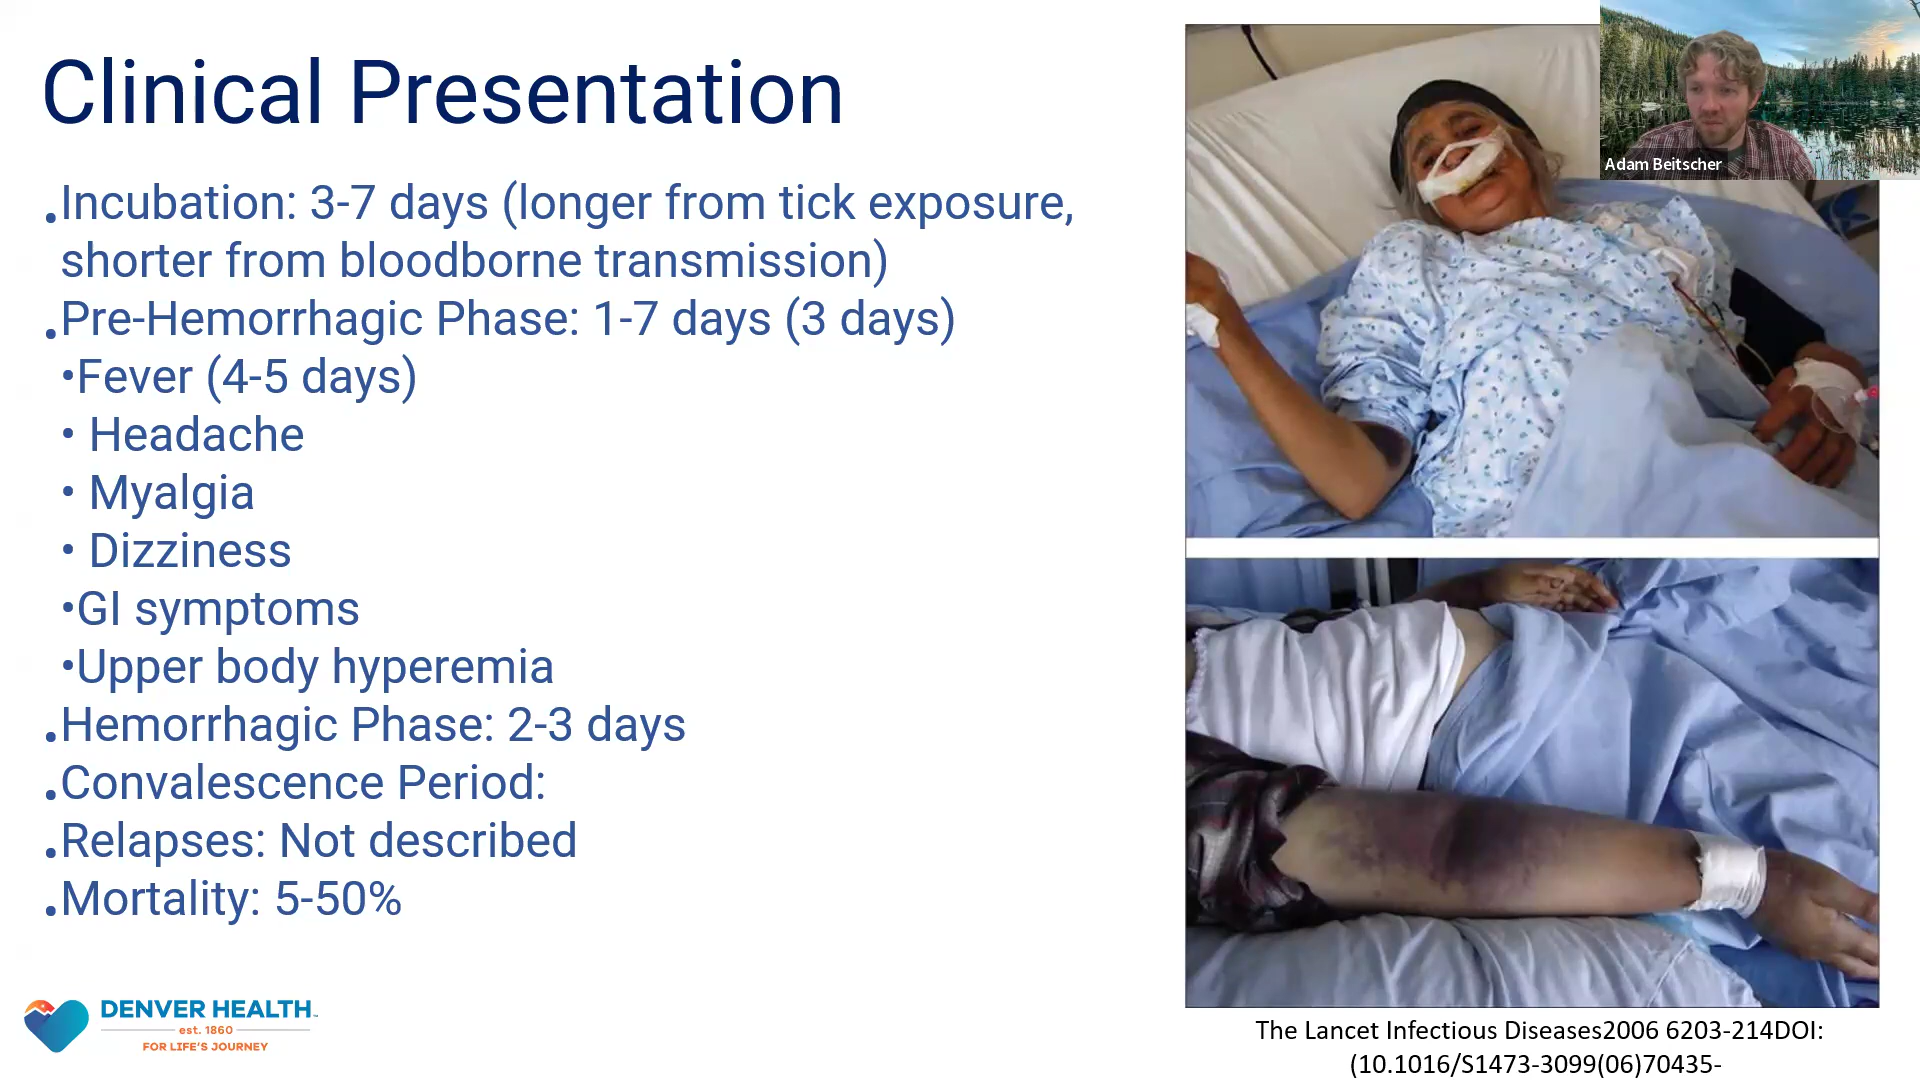 Clinical Presentation
Adam Beitscher
.Incubation: 3-7 days (longer from tick exposure,
shorter from bloodborne transmission)
.Pre-Hemorrhagic Phase: 1-7 days (3 days)
•Fever (4-5 days)
• Headache
• Myalgia
• Dizziness
•GI symptoms
•Upper body hyperemia
.Hemorrhagic Phase: 2-3 days
.Convalescence Period:
.Relapses: Not described
.Mortality: 5-50%
DENVER HEALTH™
est. 1860
FOR LIFE'S JOURNEY
The Lancet Infectious Diseases2006 6203-214DOI:
(10.1016/S1473-3099(06)70435-